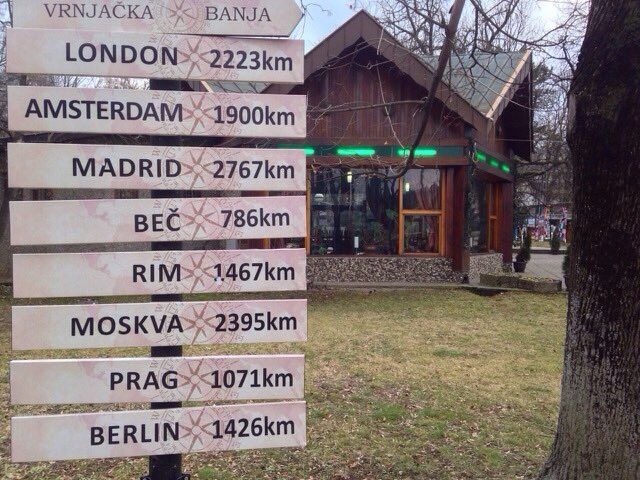 VRNJAČKA BANJA
LONDON 2223km
AMSTERDAM 1900km
MADRID 2767km
BEČ 786km
RIM 1467km
MOSKVA 2395km
PRAG 1071km
BERLIN 1426km